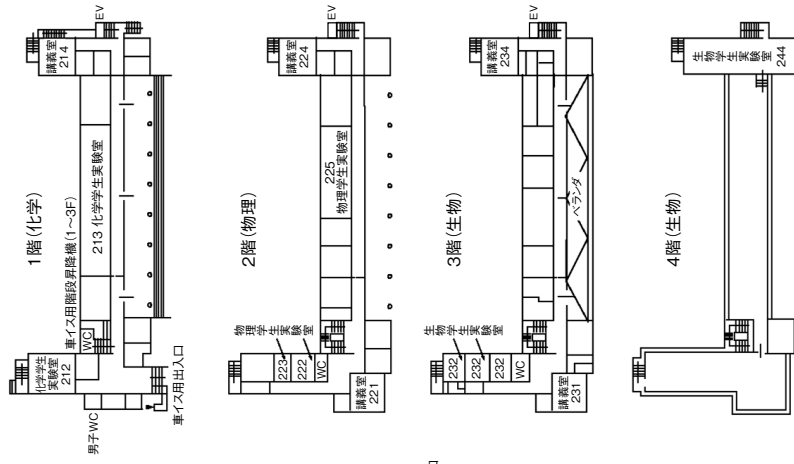 1階(化学)
EV
講義室
214
213 化学学生実験室
車イス用階段昇降機(1~3F)
WC
化学学生
実験室
212
男子WC
車イス用出入口
2階(物理)
EV
講義室
224
225
物理学生実験室
物理学生実験室
223
222
WC
講義室
221
3階(生物)
EV
講義室
234
ベランダ
生物学生実験室
232
232
232
WC
講義室
231
4階(生物)
生物学生実験室
244